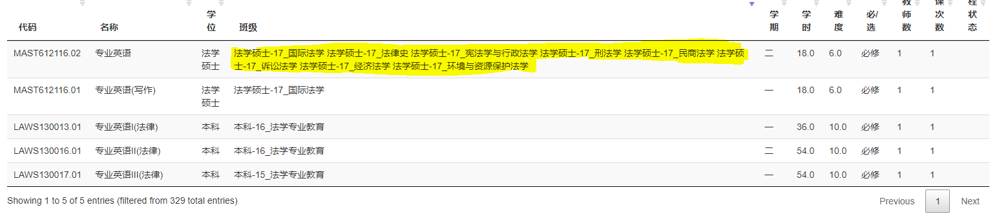 代码 名称 学位 班级 学期 学时 难度 必/选 教师数 课次数 程状态
MAST612116.02 专业英语 法学硕士 法学硕士-17_国际法学 法学硕士-17_法律史 法学硕士-17_宪法学与行政法学 法学硕士-17_刑法学 法学硕士-17_民商法学 法学硕 二 18.0 6.0 必修 1 1
士-17_诉讼法学 法学硕士-17_经济法学 法学硕士-17_环境与资源保护法学
MAST612116.01 专业英语(写作) 法学硕士 法学硕士-17_国际法学 一 18.0 6.0 必修 1 1
LAWS130013.01 专业英语I(法律) 本科 本科-16_法学专业教育 一 36.0 10.0 必修 1 1
LAWS130016.01 专业英语II(法律) 本科 本科-16_法学专业教育 二 54.0 10.0 必修 1 1
LAWS130017.01 专业英语III(法律) 本科 本科-15_法学专业教育 一 54.0 10.0 必修 1 1
Showing 1 to 5 of 5 entries (filtered from 329 total entries) Previous 1 Next